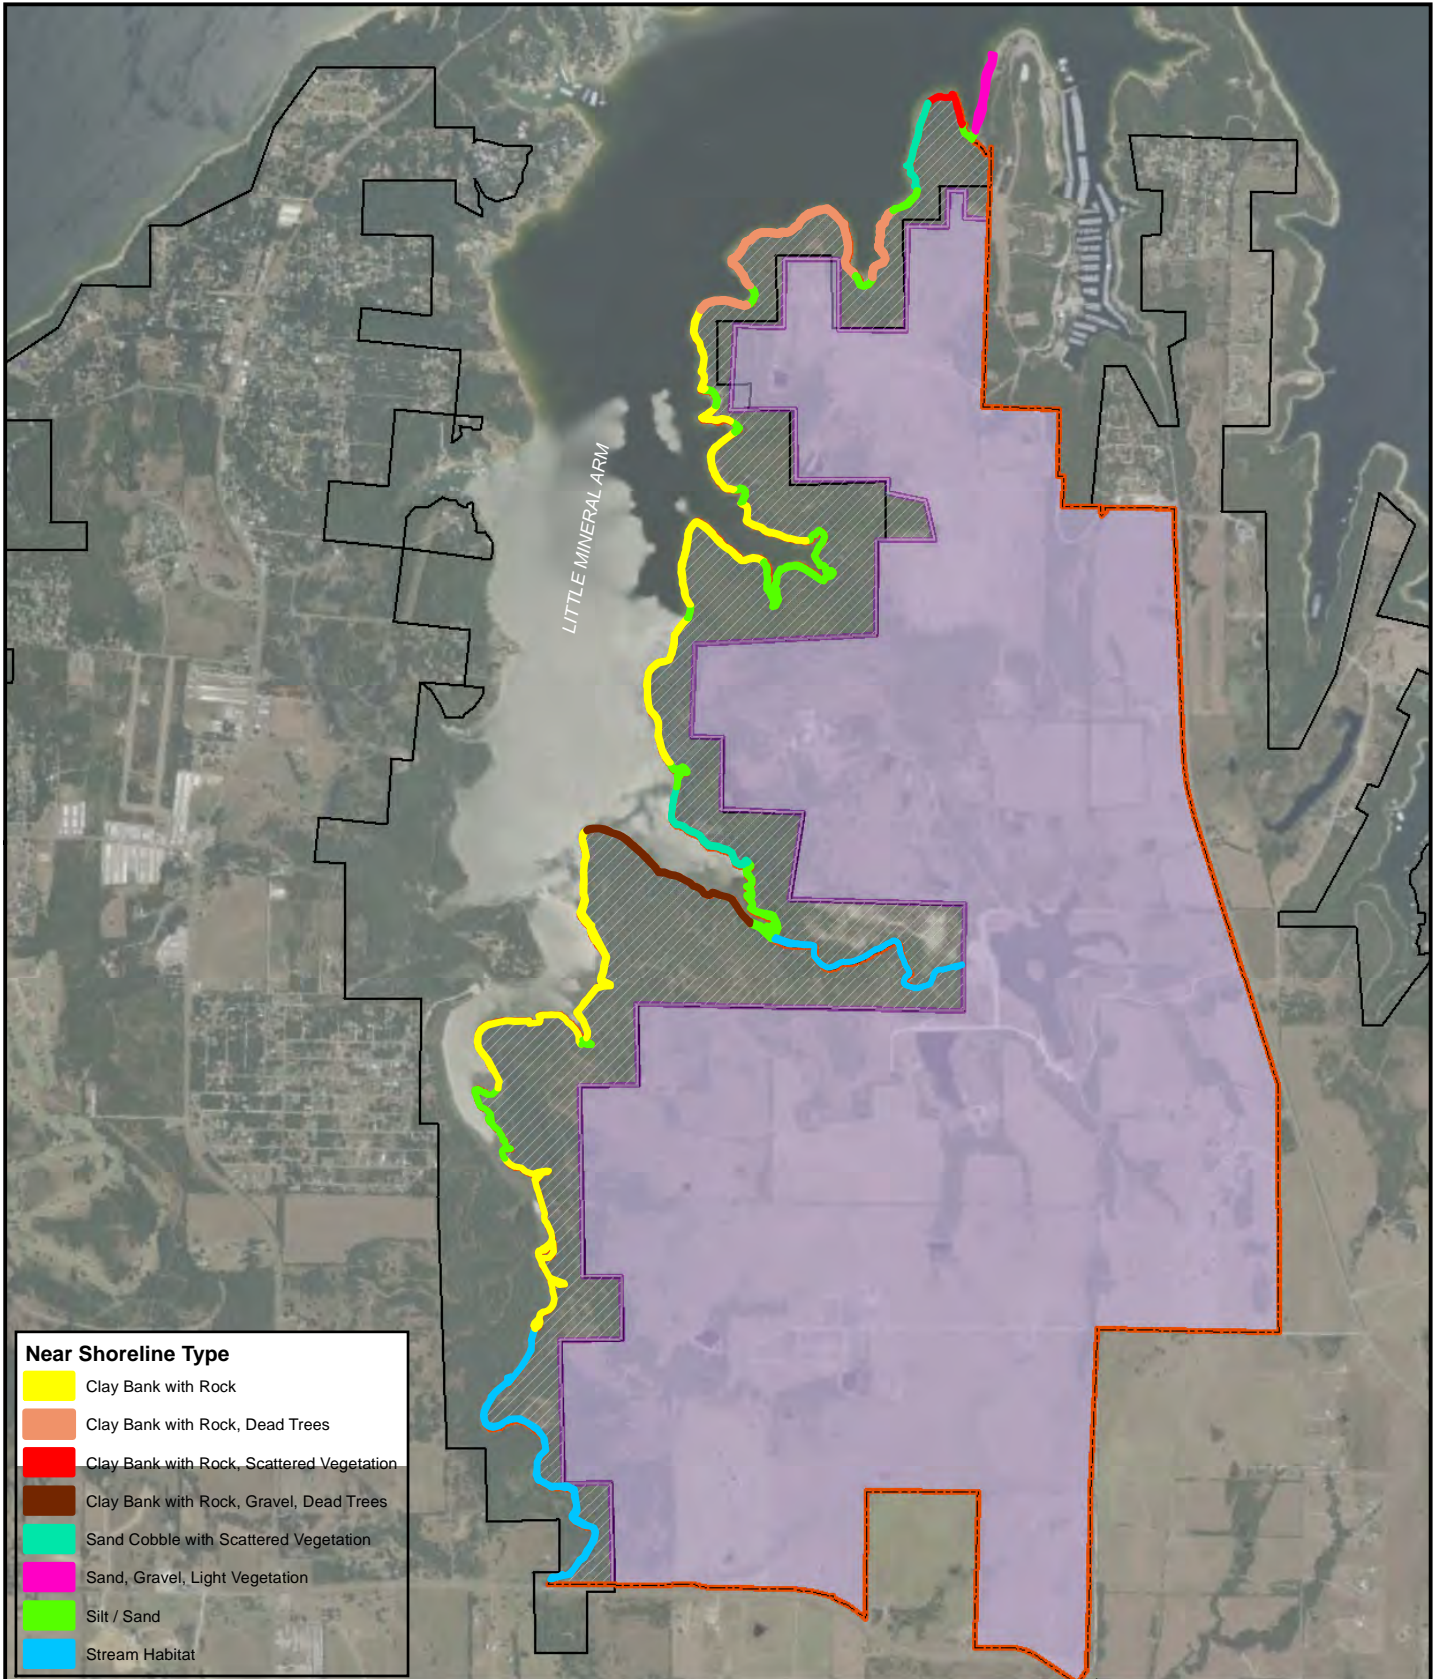 LITTLE MINERAL ARM
Near Shoreline Type
Clay Bank with Rock
Clay Bank with Rock, Dead Trees
Clay Bank with Rock, Scattered Vegetation
Clay Bank with Rock, Gravel, Dead Trees
Sand Cobble with Scattered Vegetation
Sand, Gravel, Light Vegetation
Silt / Sand
Stream Habitat